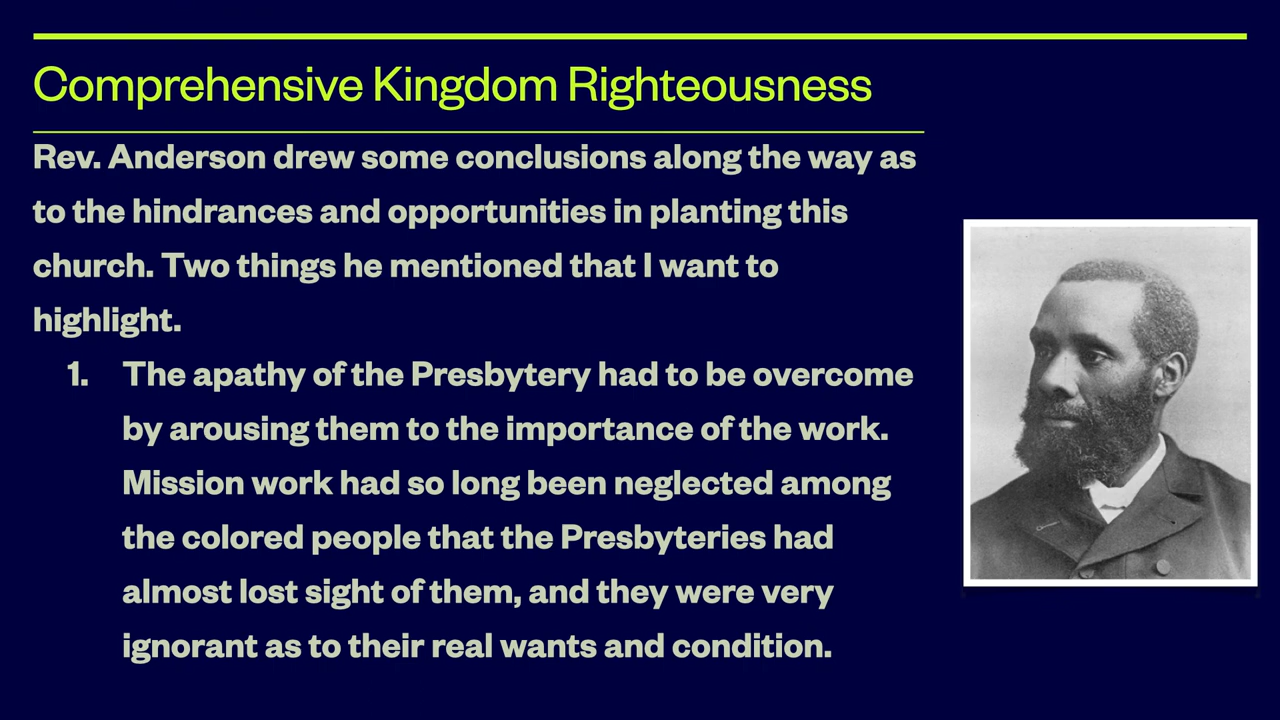 Comprehensive Kingdom Righteousness
Rev. Anderson drew some conclusions along the way as
to the hindrances and opportunities in planting this
church. Two things he mentioned that I want to
highlight.
1. The apathy of the Presbytery had to be overcome
by arousing them to the importance of the work.
Mission work had so long been neglected among
the colored people that the Presbyteries had
almost lost sight of them, and they were very
ignorant as to their real wants and condition.